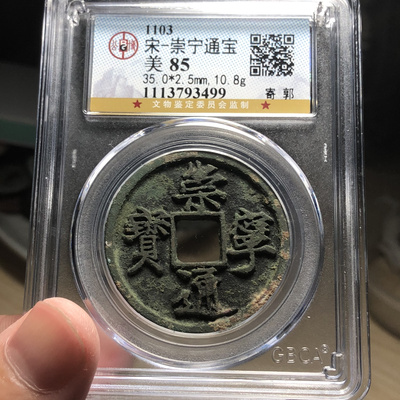 1103
宋-崇宁通宝
美 85
35.0*2.5mm,10.8g
1113793499
寄 郭
★文物鉴定委员会监制★
崇
寶 寧
通
GBCA